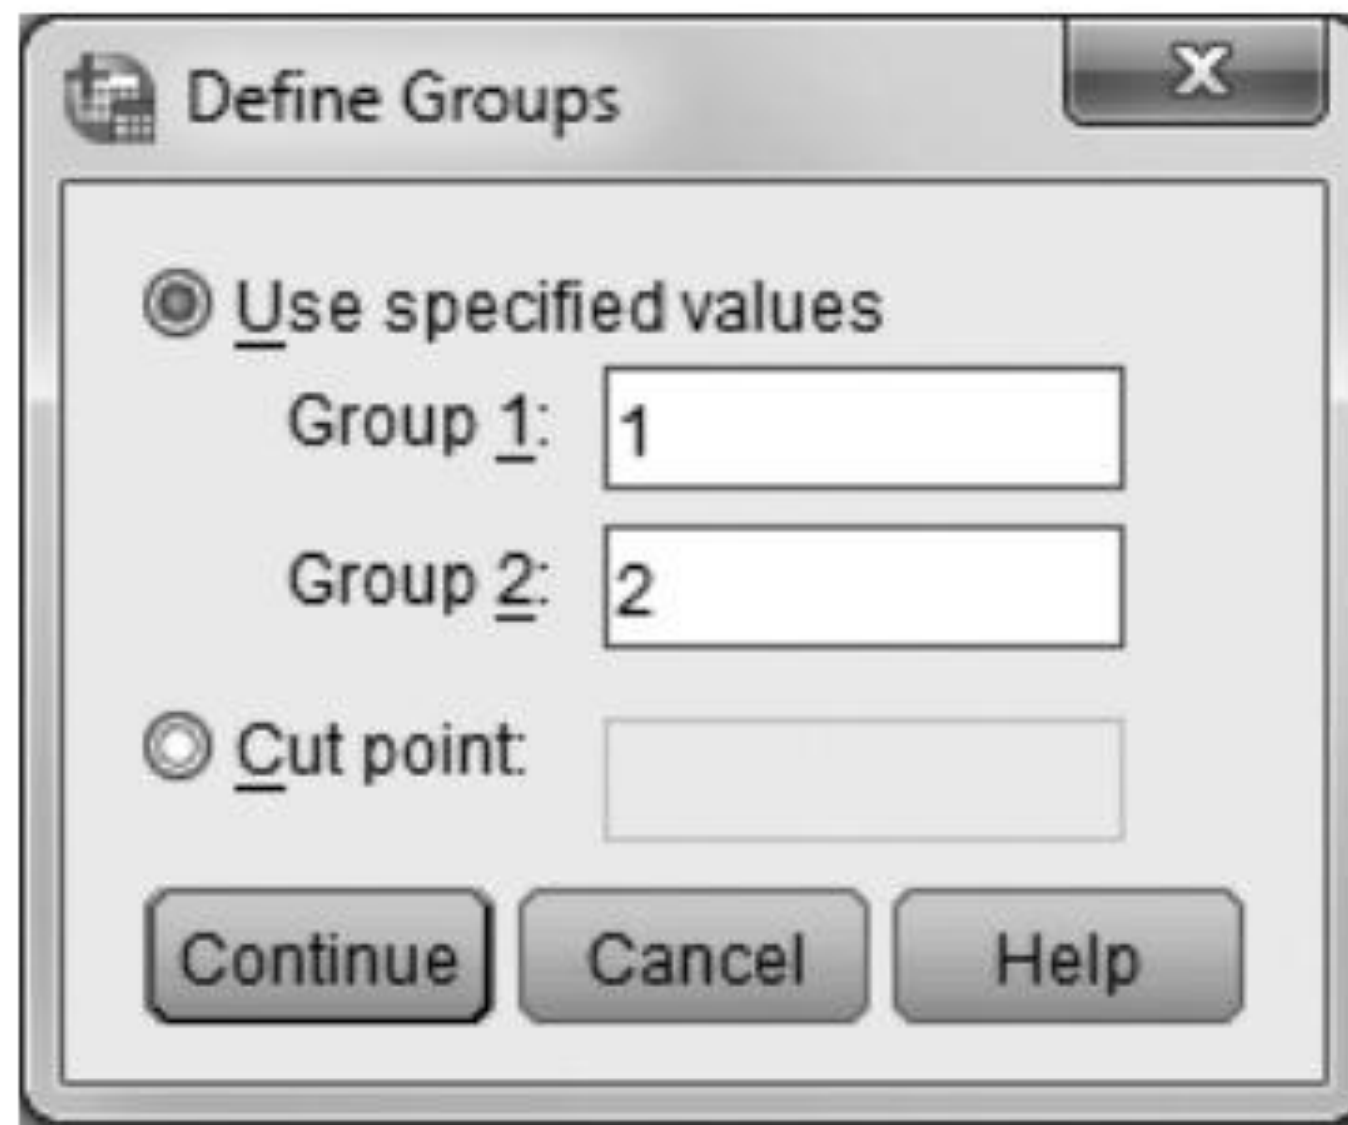 Define Groups
Use specified values
Group 1: 1
Group 2: 2
Cut point:
Continue Cancel Help